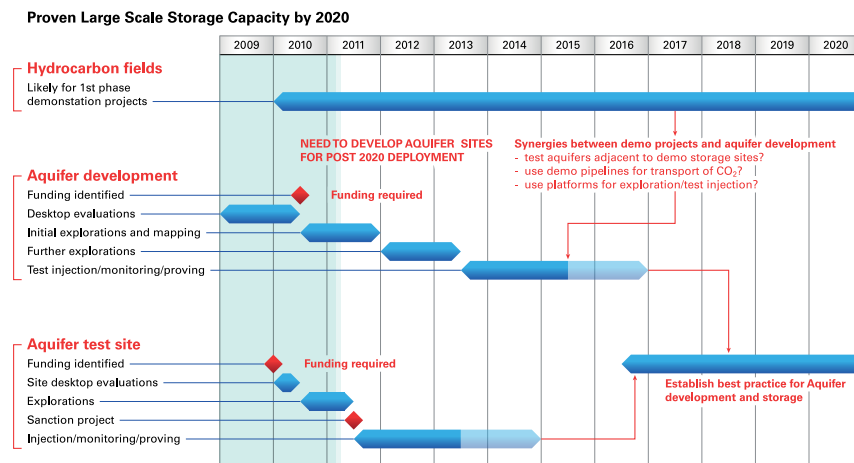 Proven Large Scale Storage Capacity by 2020
2009 2010 2011 2012 2013 2014 2015 2016 2017 2018 2019 2020
Hydrocarbon fields
Likely for 1st phase
demonstation projects
NEED TO DEVELOP AQUIFER SITES
FOR POST 2020 DEPLOYMENT
Synergies between demo projects and aquifer development
- test aquifers adjacent to demo storage sites?
- use demo pipelines for transport of CO₂?
- use platforms for exploration/test injection?
Aquifer development
Funding identified
Funding required
Desktop evaluations
Initial explorations and mapping
Further explorations
Test injection/monitoring/proving
Aquifer test site
Funding identified
Funding required
Site desktop evaluations
Explorations
Sanction project
Injection/monitoring/proving
Establish best practice for Aquifer
development and storage